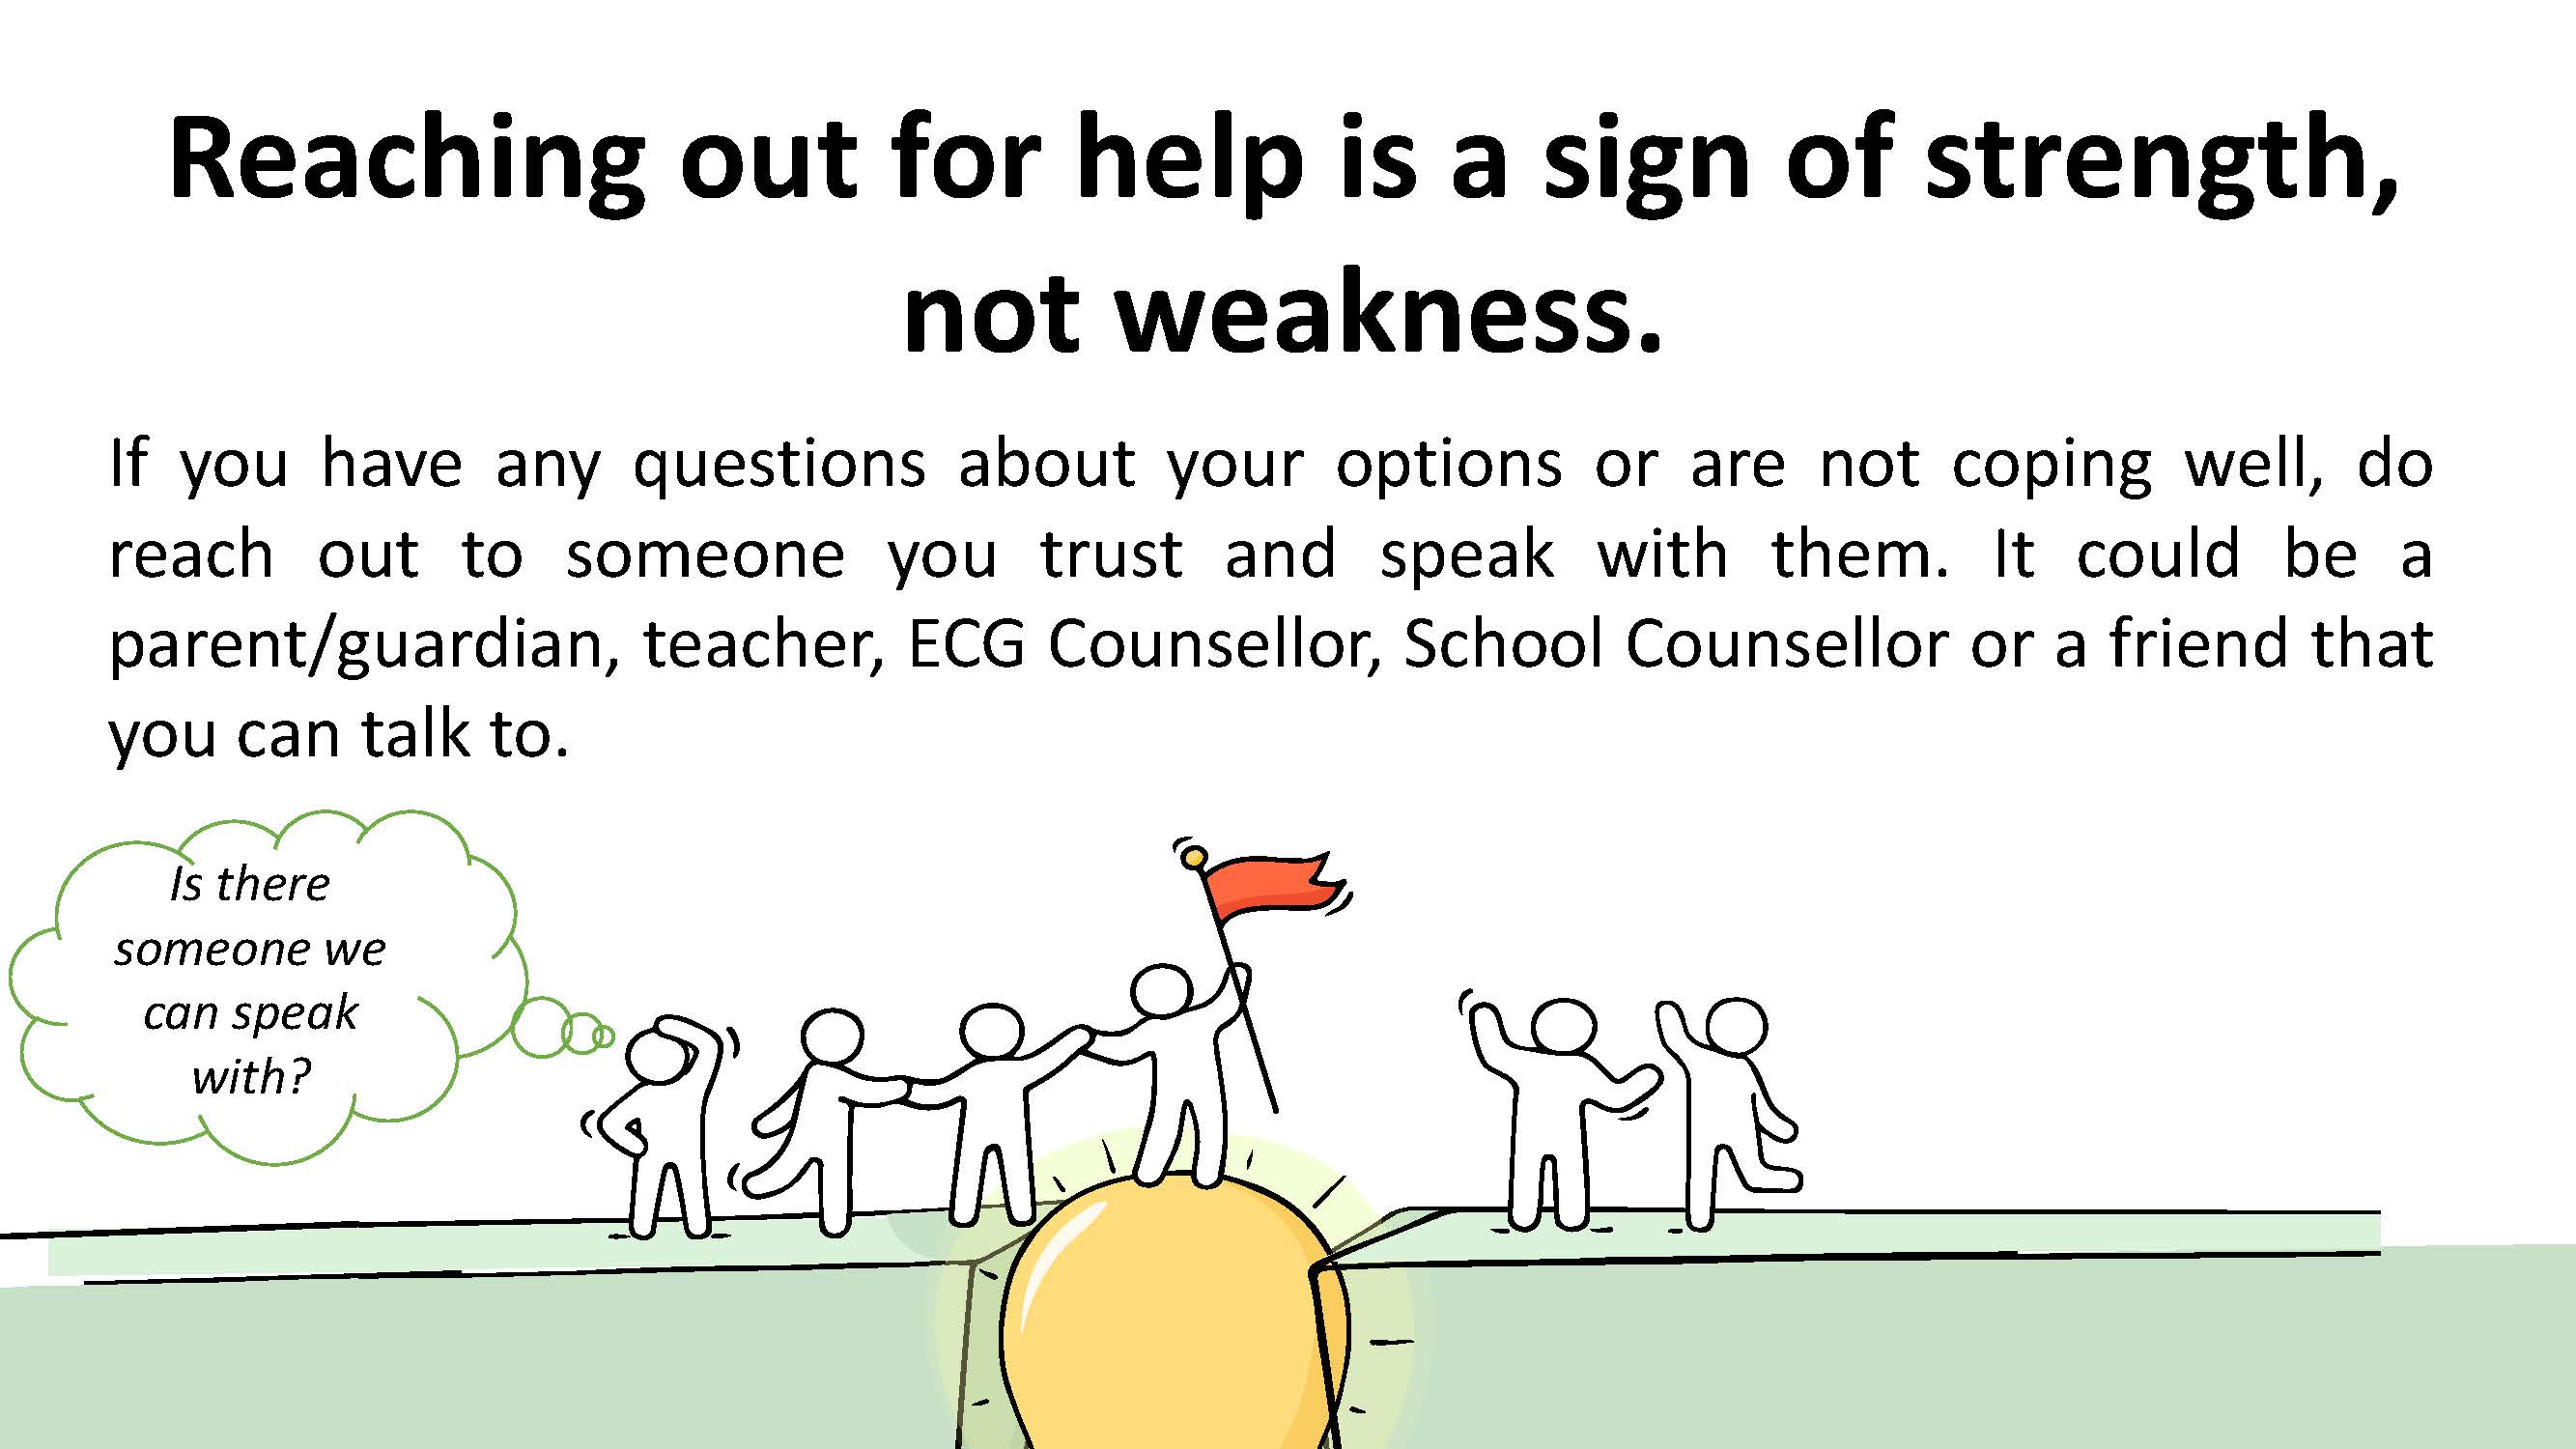 Reaching out for help is a sign of strength,
not weakness.
If you have any questions about your options or are not coping well, do
reach out to someone you trust and speak with them. It could be a
parent/guardian, teacher, ECG Counsellor, School Counsellor or a friend that
you can talk to.
Is there
someone we
can speak
with?